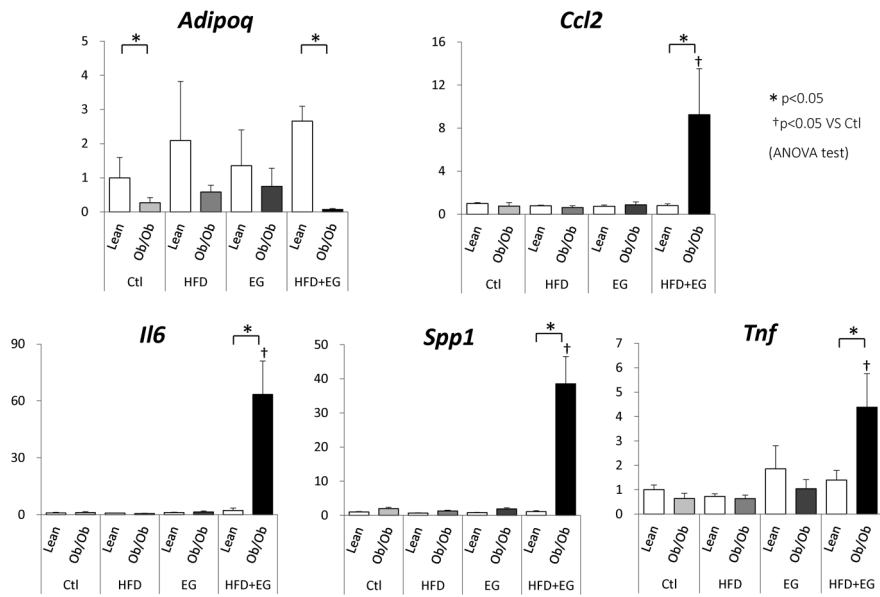 Adipoq
*
*
5
4
3
2
1
0
Lean Ob/Ob Lean Ob/Ob Lean Ob/Ob Lean Ob/Ob
Ctl HFD EG HFD+EG
Ccl2
*
†
16
12
8
4
0
Lean Ob/Ob Lean Ob/Ob Lean Ob/Ob Lean Ob/Ob
Ctl HFD EG HFD+EG
* p<0.05
†p<0.05 VS Ctl
(ANOVA test)
Il6
*
†
90
60
30
0
Lean Ob/Ob Lean Ob/Ob Lean Ob/Ob Lean Ob/Ob
Ctl HFD EG HFD+EG
Spp1
*
†
50
40
30
20
10
0
Lean Ob/Ob Lean Ob/Ob Lean Ob/Ob Lean Ob/Ob
Ctl HFD EG HFD+EG
Tnf
*
†
7
6
5
4
3
2
1
0
Lean Ob/Ob Lean Ob/Ob Lean Ob/Ob Lean Ob/Ob
Ctl HFD EG HFD+EG